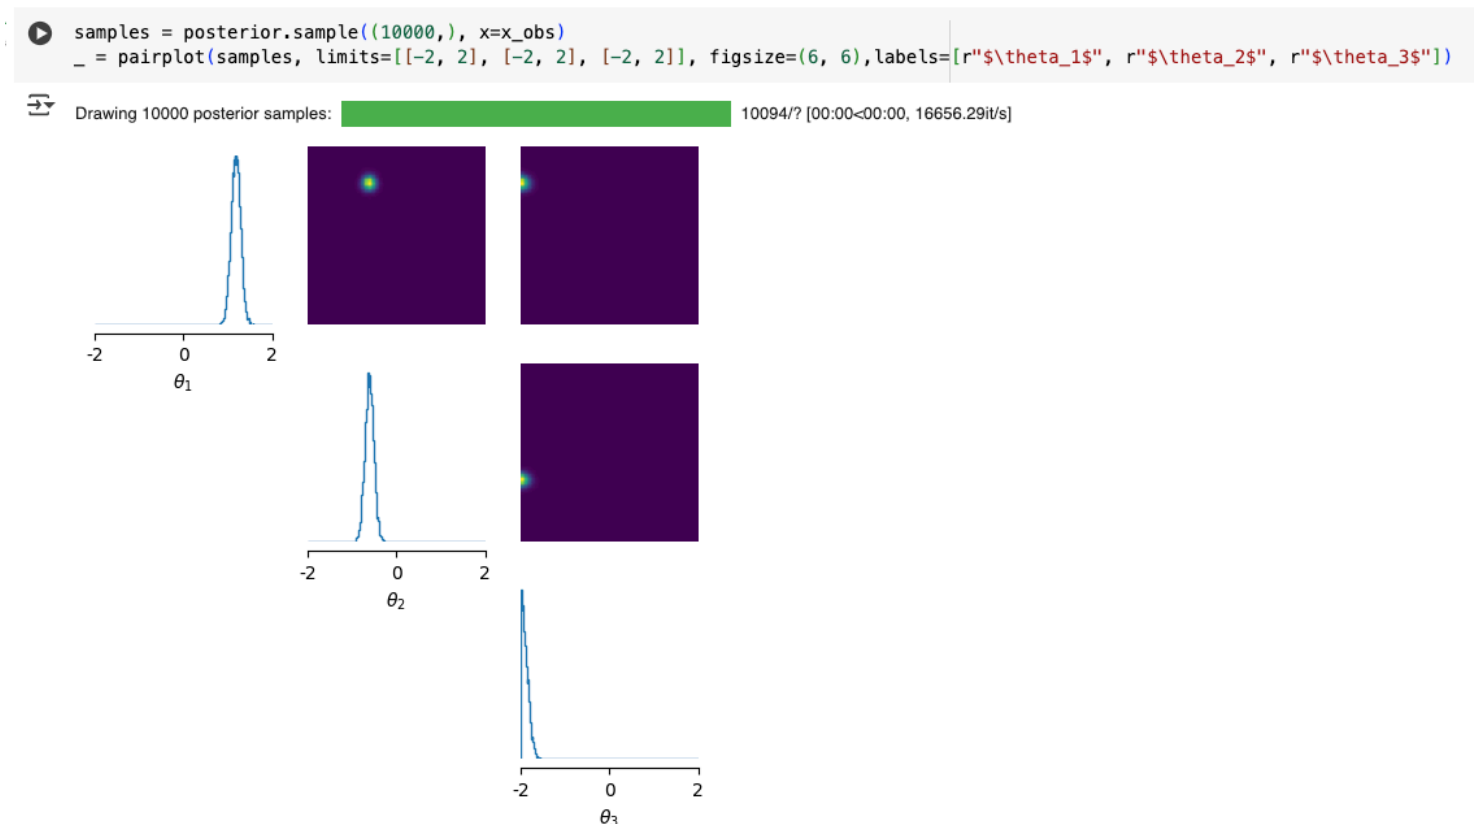 samples = posterior.sample((10000,), x=x_obs)
_ = pairplot(samples, limits=[[-2, 2], [-2, 2], [-2, 2]], figsize=(6, 6),labels=[r"$\theta_1$", r"$\theta_2$", r"$\theta_3$"])
Drawing 10000 posterior samples: 10094/? [00:00<00:00, 16656.29it/s]
-2 0 2
θ₁
-2 0 2
θ₂
-2 0 2
θ₃